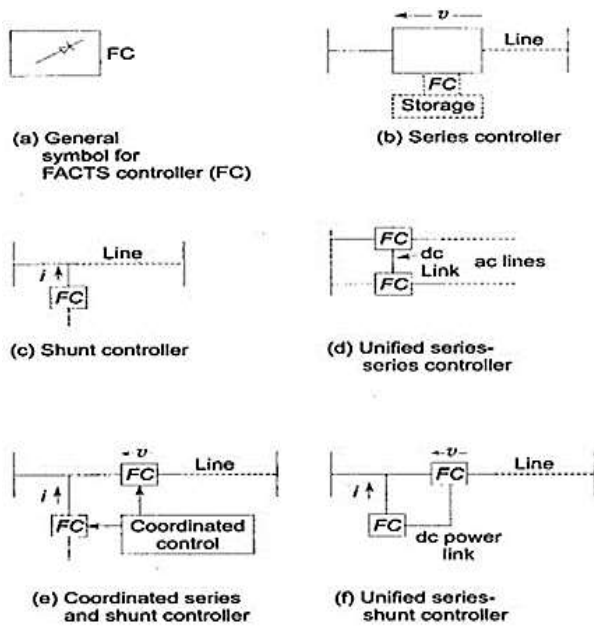 FC
(a) General
symbol for
FACTS controller (FC)
v
Line
FC
Storage
(b) Series controller
Line
i
FC
(c) Shunt controller
FC
dc
Link
ac lines
FC
(d) Unified series-
series controller
v
FC
Line
i
FC
Coordinated
control
(e) Coordinated series
and shunt controller
v
FC
Line
i
FC
dc power
link
(f) Unified series-
shunt controller